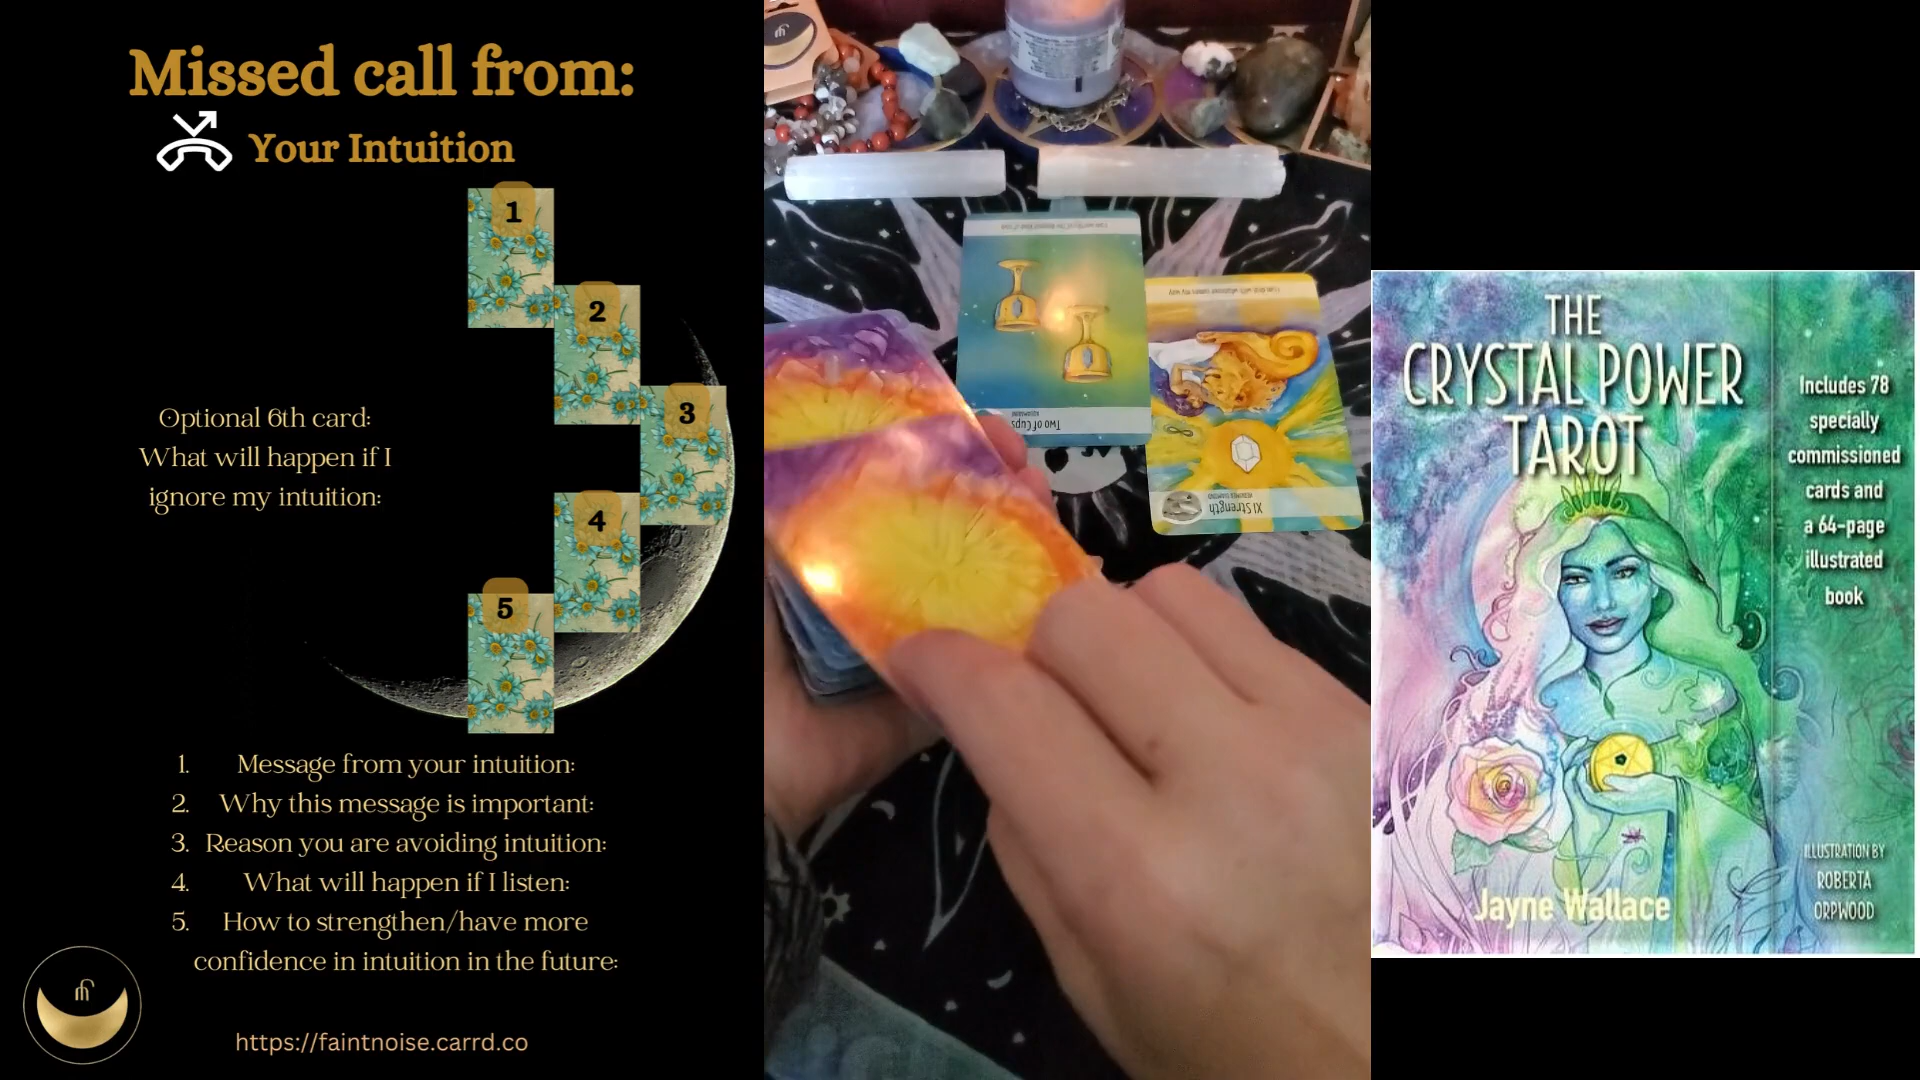 Missed call from:
Your Intuition
1
2
3
4
5
Optional 6th card:
What will happen if I
ignore my intuition:
1. Message from your intuition:
2. Why this message is important:
3. Reason you are avoiding intuition:
4. What will happen if I listen:
5. How to strengthen/have more
confidence in intuition in the future:
https://faintnoise.carrd.co
Two of Cups
XI Strength
THE
CRYSTAL POWER
TAROT
Includes 78
specially
commissioned
cards and
a 64-page
illustrated
book
ILLUSTRATION BY
ROBERTA
ORPWOOD
Jayne Wallace